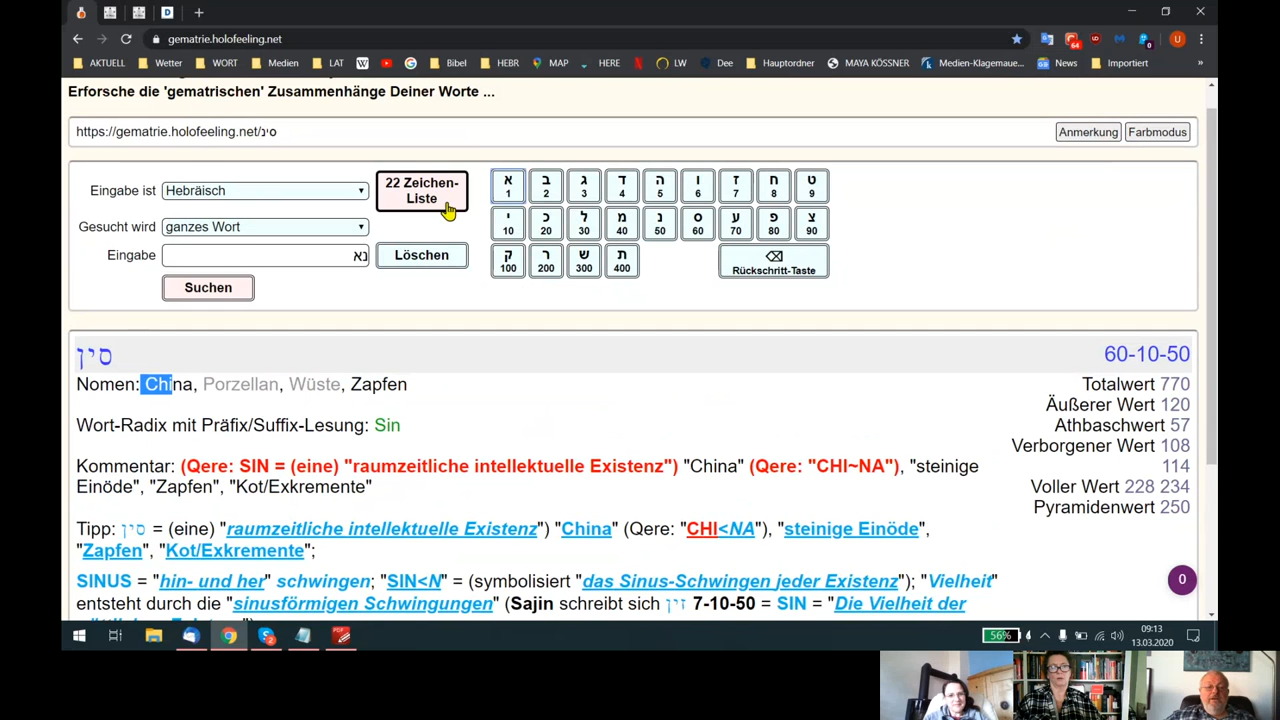 gematrie.holofeeling.net
64 UD 0 U
AKTUELL Wetter WORT Medien LAT W G Bibel HEBR MAP HERE LW Dee Hauptordner MAYA KÖSSNER Medien-Klagemaue... News Importiert »
Erforsche die 'gematrischen' Zusammenhänge Deiner Worte ...
https://gematrie.holofeeling.net/סינ
Anmerkung Farbmodus
Eingabe ist Hebräisch
22 Zeichen-
Liste
Gesucht wird ganzes Wort
Eingabe נא
Löschen
Suchen
א ב ג ד ה ו ז ח ט
1 2 3 4 5 6 7 8 9
י כ ל מ נ ס ע פ צ
10 20 30 40 50 60 70 80 90
ק ר ש ת
100 200 300 400
Rückschritt-Taste
סין 60-10-50
Nomen: China, Porzellan, Wüste, Zapfen
Totalwert 770
Äußerer Wert 120
Wort-Radix mit Präfix/Suffix-Lesung: Sin
Athbaschwert 57
Verborgener Wert 108
114
Voller Wert 228 234
Pyramidenwert 250
Kommentar: (Qere: SIN = (eine) "raumzeitliche intellektuelle Existenz") "China" (Qere: "CHI~NA"), "steinige
Einöde", "Zapfen", "Kot/Exkremente"
Tipp: סין = (eine) "raumzeitliche intellektuelle Existenz") "China" (Qere: "CHI<NA"), "steinige Einöde",
"Zapfen", "Kot/Exkremente";
SINUS = "hin- und her" schwingen; "SIN<N" = (symbolisiert "das Sinus-Schwingen jeder Existenz"); "Vielheit"
entsteht durch die "sinusförmigen Schwingungen" (Sajin schreibt sich זין 7-10-50 = SIN = "Die Vielheit der
0
56%
09:13
13.03.2020